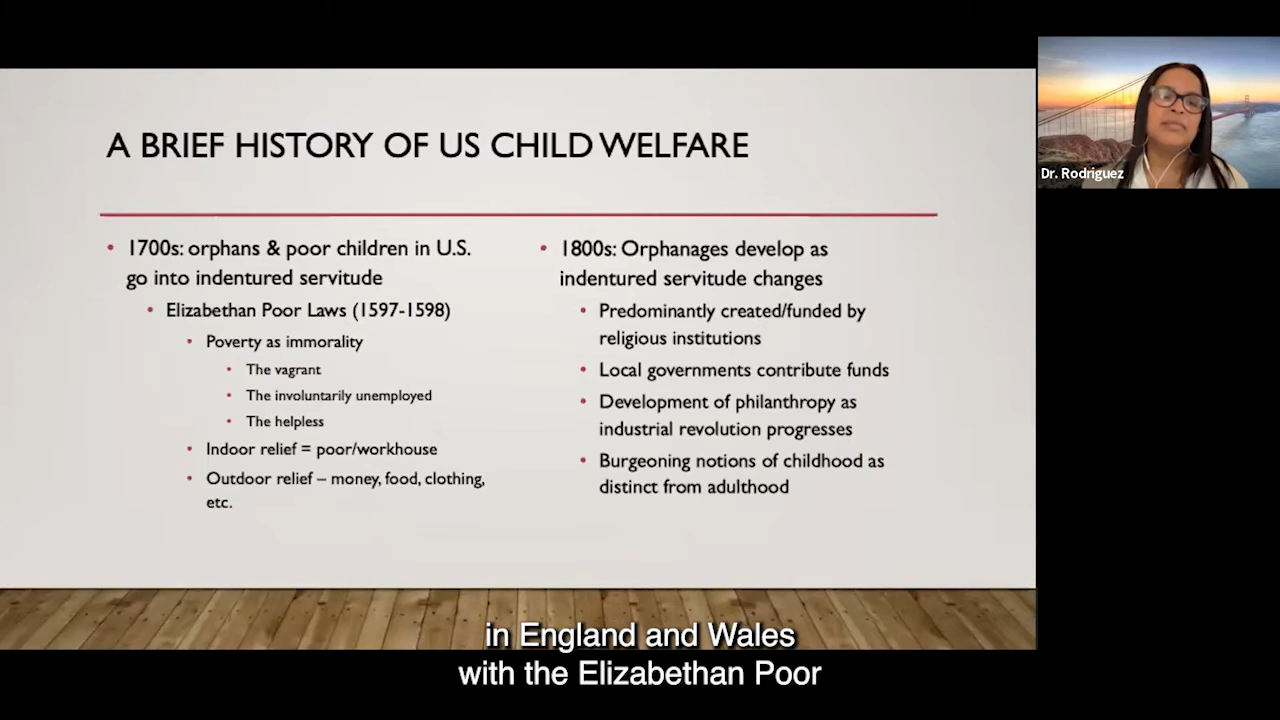 A BRIEF HISTORY OF US CHILD WELFARE
• 1700s: orphans & poor children in U.S.
go into indentured servitude
• Elizabethan Poor Laws (1597-1598)
• Poverty as immorality
• The vagrant
• The involuntarily unemployed
• The helpless
• Indoor relief = poor/workhouse
• Outdoor relief – money, food, clothing,
etc.
• 1800s: Orphanages develop as
indentured servitude changes
• Predominantly created/funded by
religious institutions
• Local governments contribute funds
• Development of philanthropy as
industrial revolution progresses
• Burgeoning notions of childhood as
distinct from adulthood
Dr. Rodriguez
in England and Wales
with the Elizabethan Poor